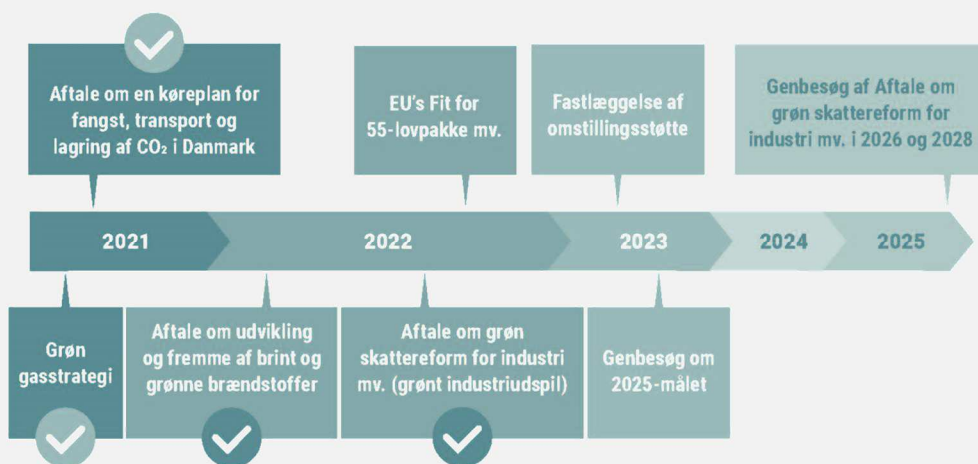 Aftale om en køreplan for
fangst, transport og
lagring af CO₂ i Danmark
EU's Fit for
55-lovpakke mv.
Fastlæggelse af
omstillingsstøtte
Genbesøg af Aftale om
grøn skattereform for
industri mv. i 2026 og 2028
2021
2022
2023
2024
2025
Grøn
gasstrategi
Aftale om udvikling
og fremme af brint og
grønne brændstoffer
Aftale om grøn
skattereform for industri
mv. (grønt industriudspil)
Genbesøg om
2025-målet